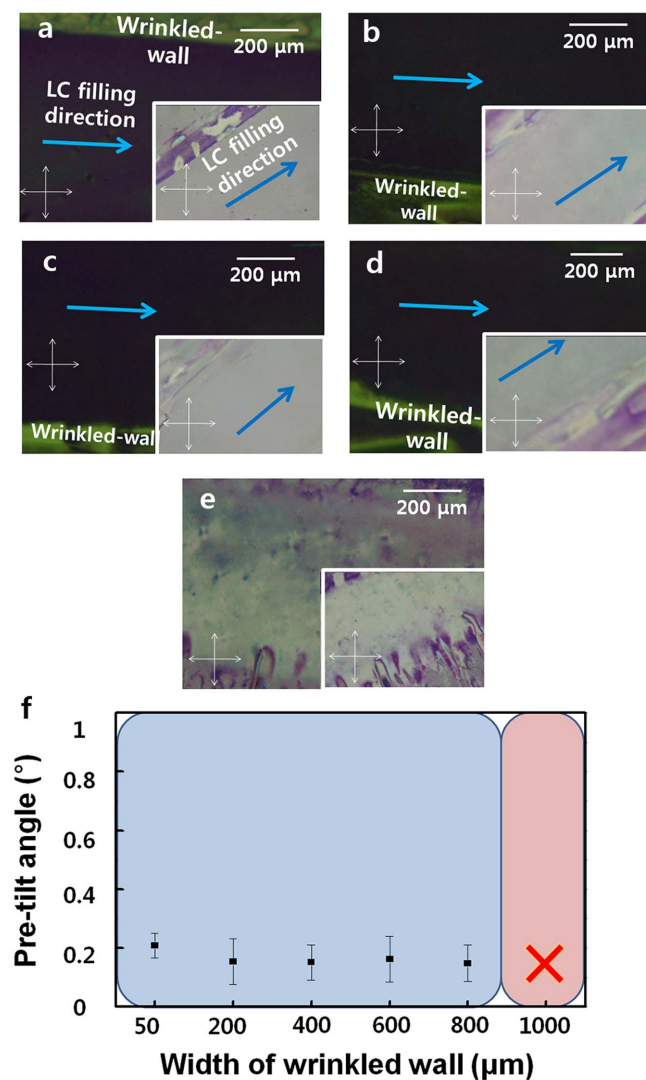 a
Wrinkled-
wall
200 µm
LC filling
direction
LC filling
direction
b
200 µm
Wrinkled-
wall
c
200 µm
Wrinkled-wall
d
200 µm
Wrinkled-
wall
e
200 µm
f
Pre-tilt angle (°)
1
0.8
0.6
0.4
0.2
0
50 200 400 600 800 1000
Width of wrinkled wall (µm)